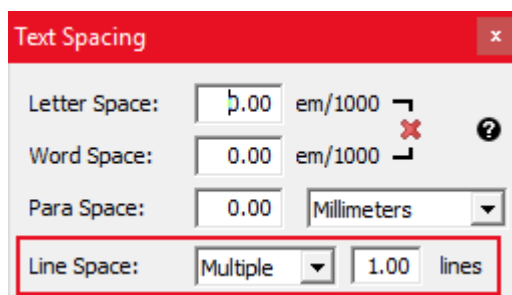 Text Spacing x
Letter Space: 0.00 em/1000
Word Space: 0.00 em/1000
Para Space: 0.00 Millimeters
Line Space: Multiple 1.00 lines